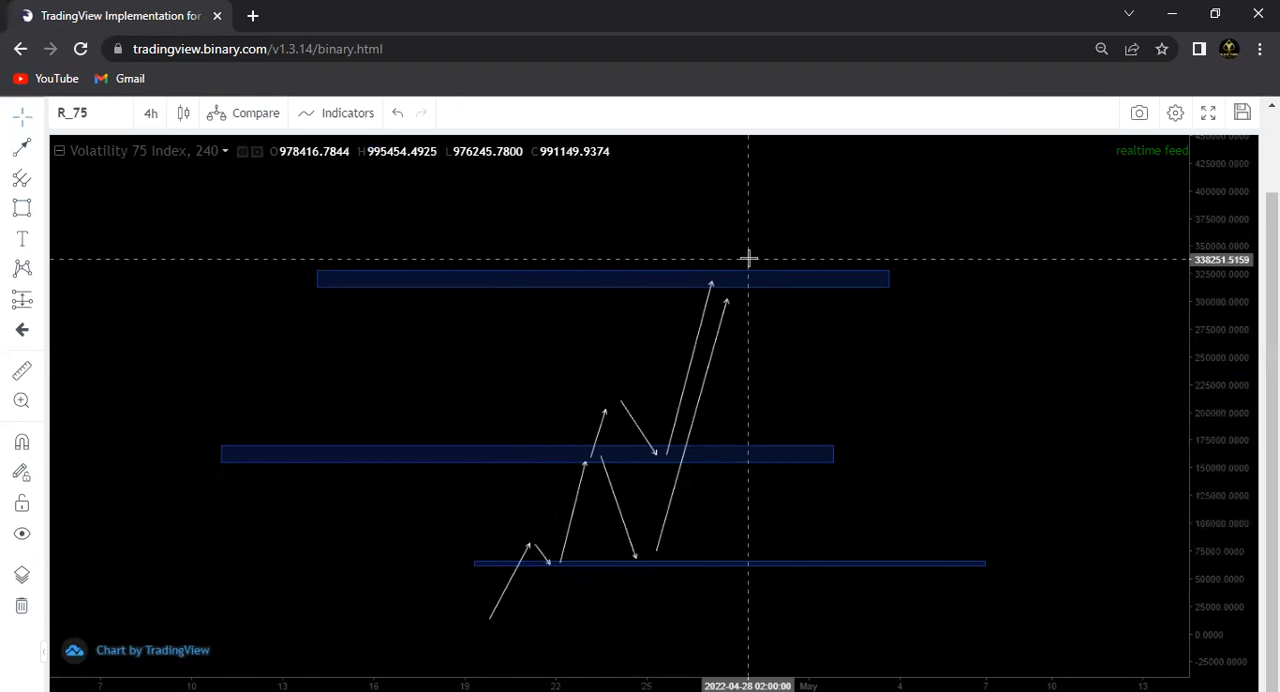 TradingView Implementation for
tradingview.binary.com/v1.3.14/binary.html
YouTube Gmail
R_75 4h Compare Indicators
Volatility 75 Index, 240 O978416.7844 H995454.4925 L976245.7800 C991149.9374
realtime feed
450000.0000
425000.0000
400000.0000
375000.0000
350000.0000
338251.5159
325000.0000
300000.0000
275000.0000
250000.0000
225000.0000
200000.0000
175000.0000
150000.0000
125000.0000
100000.0000
75000.0000
50000.0000
25000.0000
0.0000
-25000.0000
Chart by TradingView
7 10 13 16 19 22 25 2022-04-28 02:00:00 May 4 7 10 13